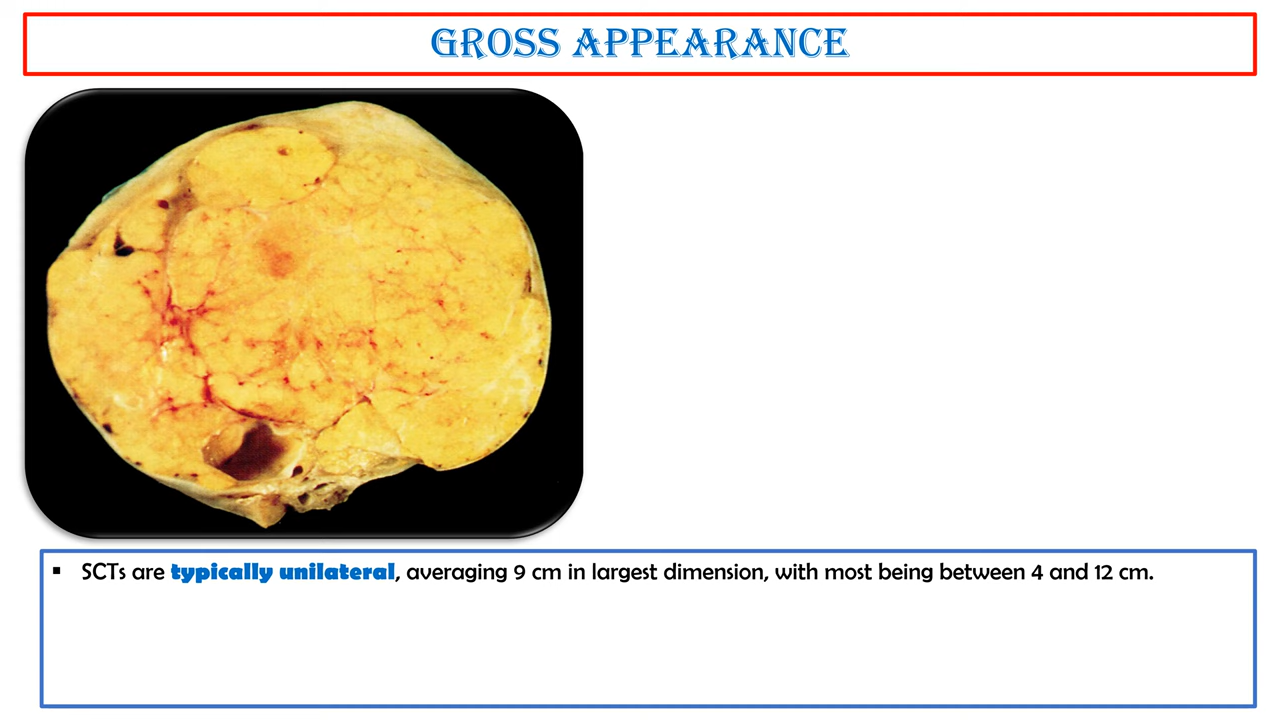 GROSS APPEARANCE
▪ SCTs are typically unilateral, averaging 9 cm in largest dimension, with most being between 4 and 12 cm.